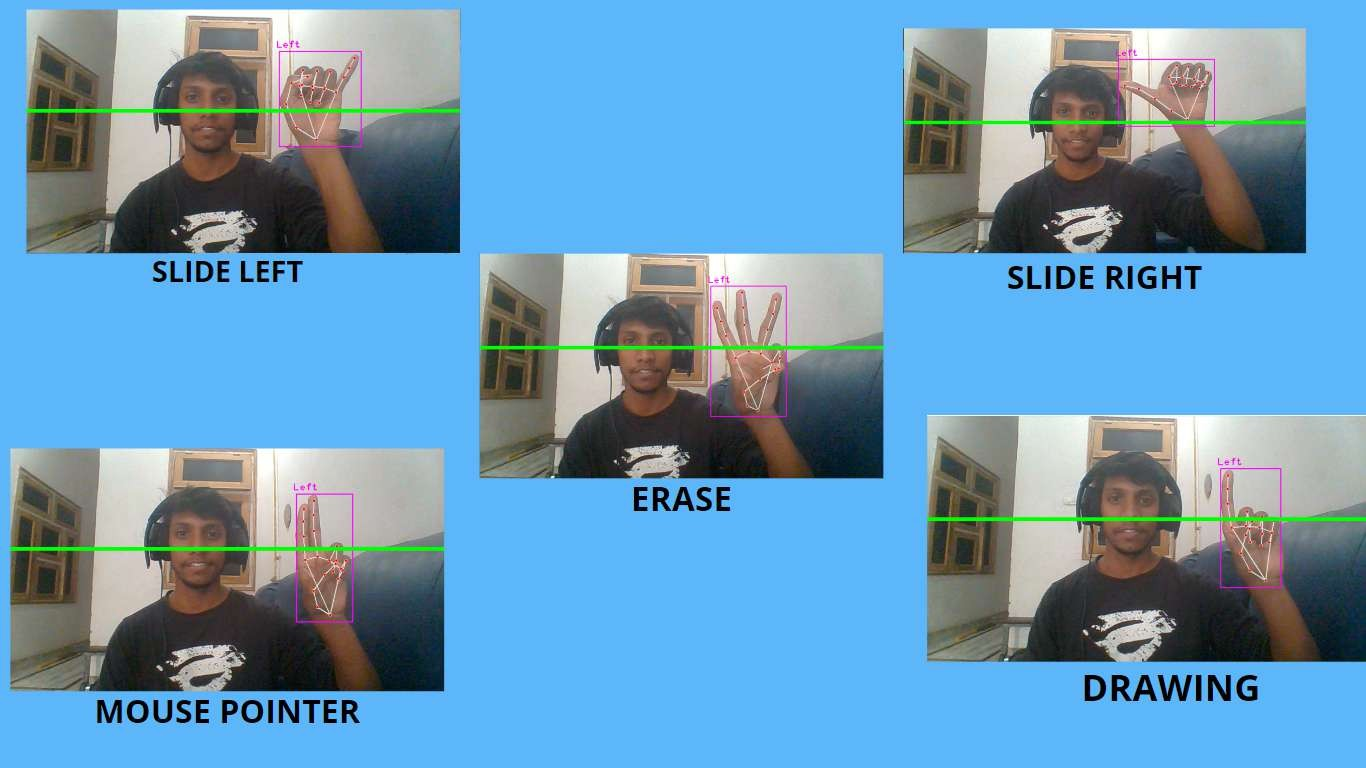 Left
Left
SLIDE LEFT
SLIDE RIGHT
Left
ERASE
Left
Left
MOUSE POINTER
DRAWING